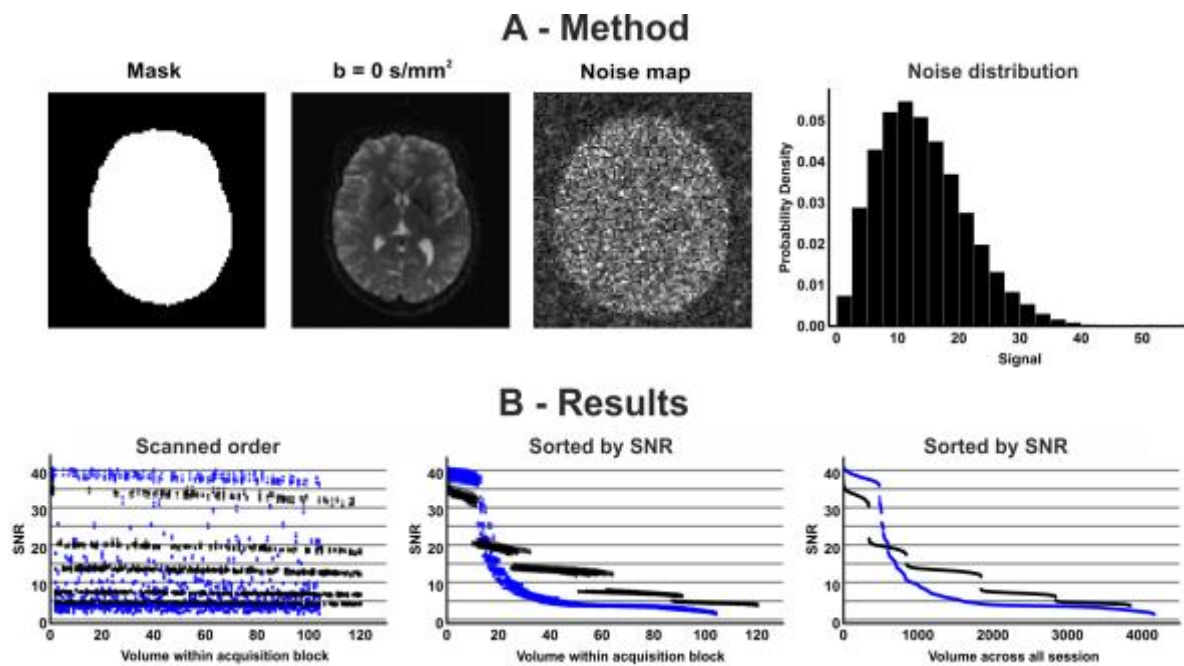 A - Method
Mask
b = 0 s/mm²
Noise map
Noise distribution
Probability Density
0.05
0.04
0.03
0.02
0.01
0.00
0 10 20 30 40 50
Signal
B - Results
Scanned order
SNR
40
30
20
10
0
0 20 40 60 80 100 120
Volume within acquisition block
Sorted by SNR
SNR
40
30
20
10
0
0 20 40 60 80 100 120
Volume within acquisition block
Sorted by SNR
SNR
40
30
20
10
0
0 1000 2000 3000 4000
Volume across all session